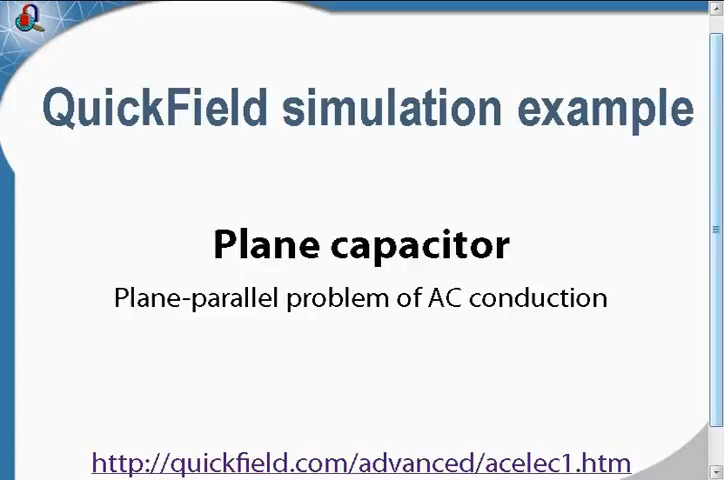 QuickField simulation example
Plane capacitor
Plane-parallel problem of AC conduction
http://quickfield.com/advanced/acelec1.htm